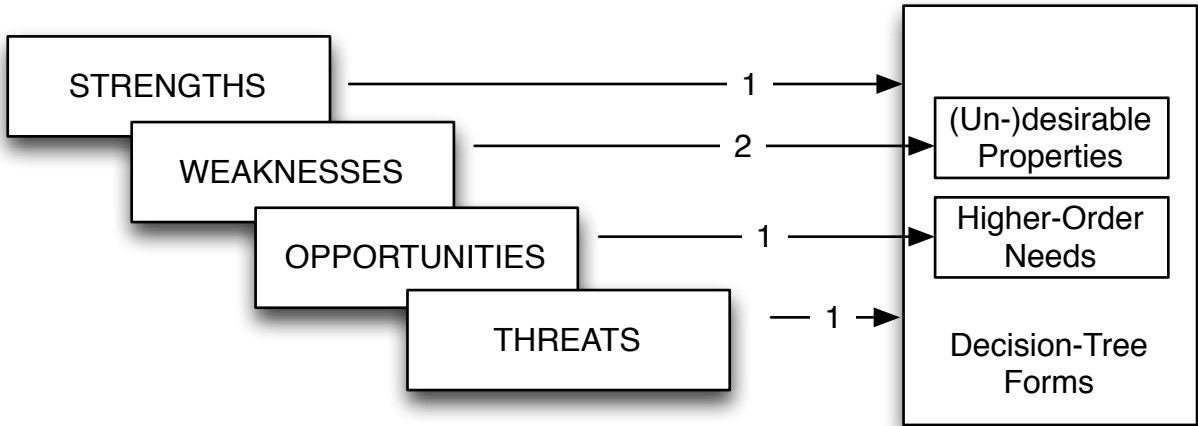 STRENGTHS
1
WEAKNESSES
2
(Un-)desirable
Properties
OPPORTUNITIES
1
Higher-Order
Needs
THREATS
1
Decision-Tree
Forms